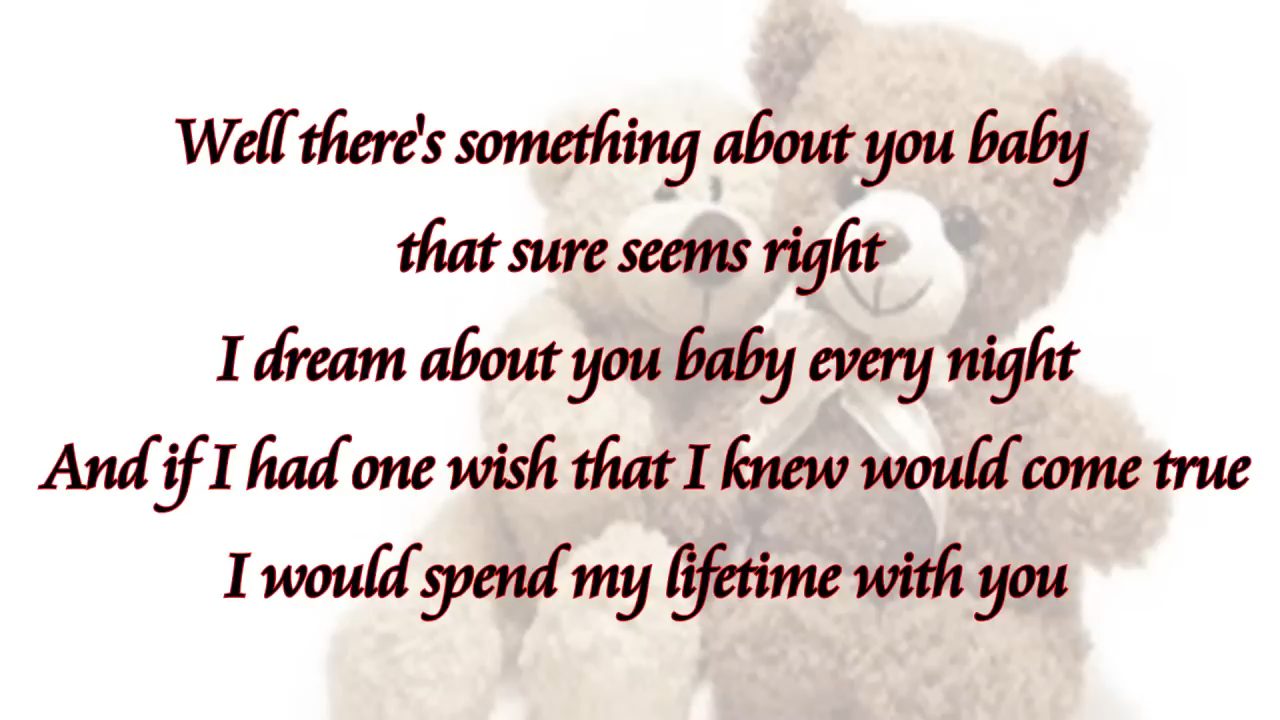 Well there's something about you baby
that sure seems right
I dream about you baby every night
And if I had one wish that I knew would come true
I would spend my lifetime with you